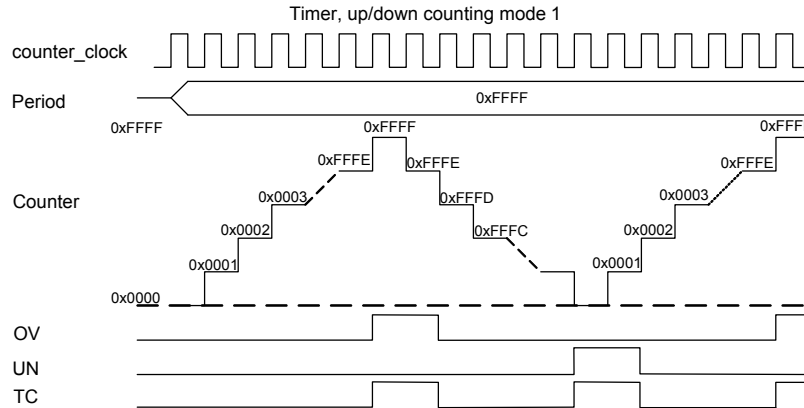 Timer, up/down counting mode 1
counter_clock
Period
0xFFFF
0xFFFF
0xFFFF
0xFFF
0xFFFE
0xFFFE
0xFFFE
Counter
0x0003
0xFFFD
0x0003
0x0002
0xFFFC
0x0002
0x0001
0x0001
0x0000
OV
UN
TC